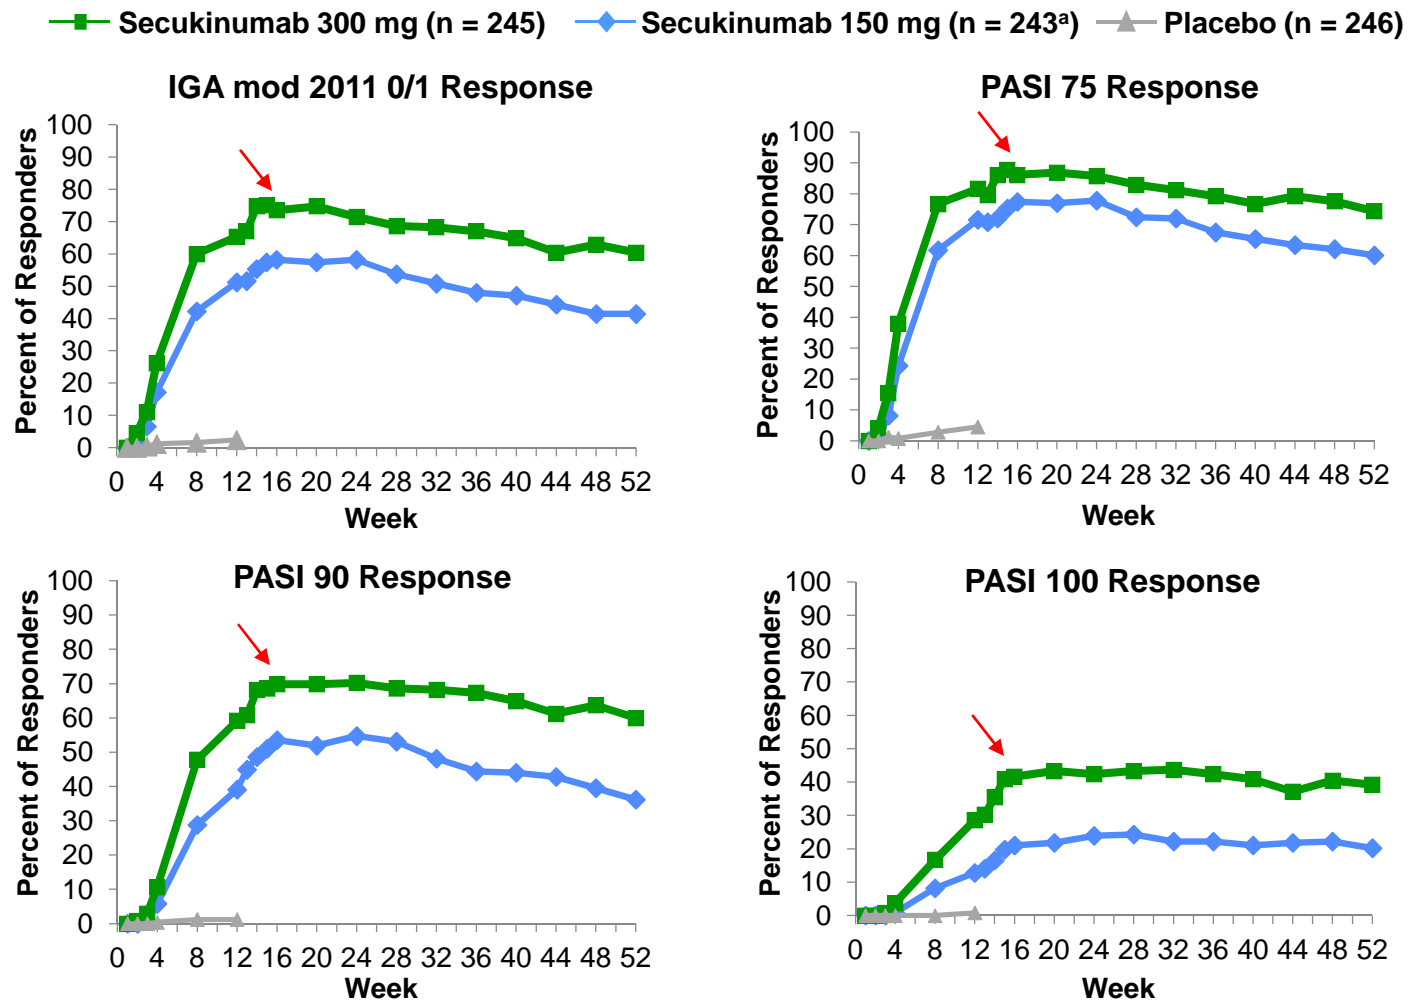 Secukinumab 300 mg (n = 245) Secukinumab 150 mg (n = 243ª) Placebo (n = 246)
IGA mod 2011 0/1 Response
Percent of Responders
100
90
80
70
60
50
40
30
20
10
0
0 4 8 12 16 20 24 28 32 36 40 44 48 52
Week
PASI 75 Response
Percent of Responders
100
90
80
70
60
50
40
30
20
10
0
0 4 8 12 16 20 24 28 32 36 40 44 48 52
Week
PASI 90 Response
Percent of Responders
100
90
80
70
60
50
40
30
20
10
0
0 4 8 12 16 20 24 28 32 36 40 44 48 52
Week
PASI 100 Response
Percent of Responders
100
90
80
70
60
50
40
30
20
10
0
0 4 8 12 16 20 24 28 32 36 40 44 48 52
Week